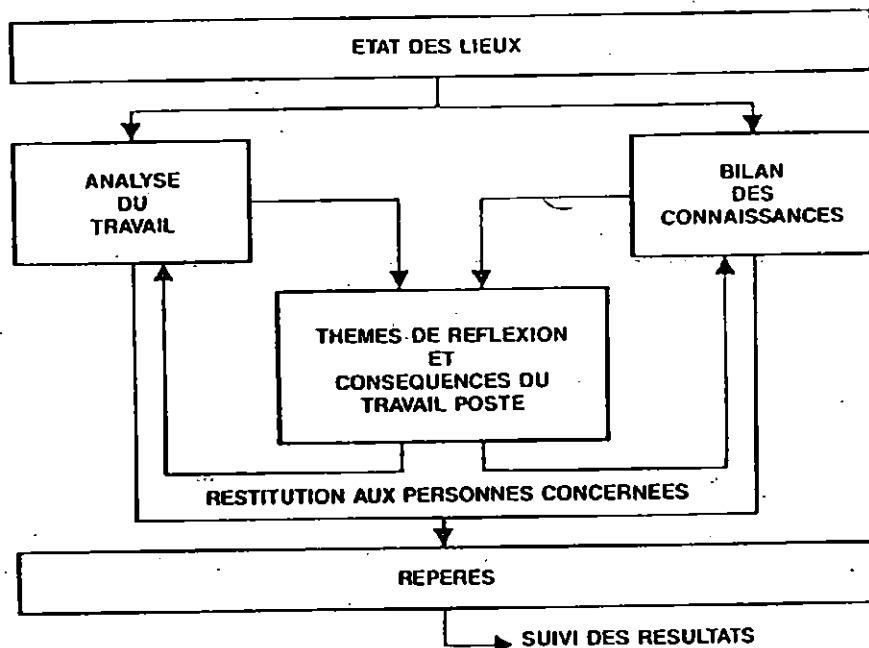 ETAT DES LIEUX
ANALYSE
DU
TRAVAIL
BILAN
DES
CONNAISSANCES
THEMES DE REFLEXION
ET
CONSEQUENCES DU
TRAVAIL POSTE
RESTITUTION AUX PERSONNES CONCERNEES
REPERES
SUIVI DES RESULTATS